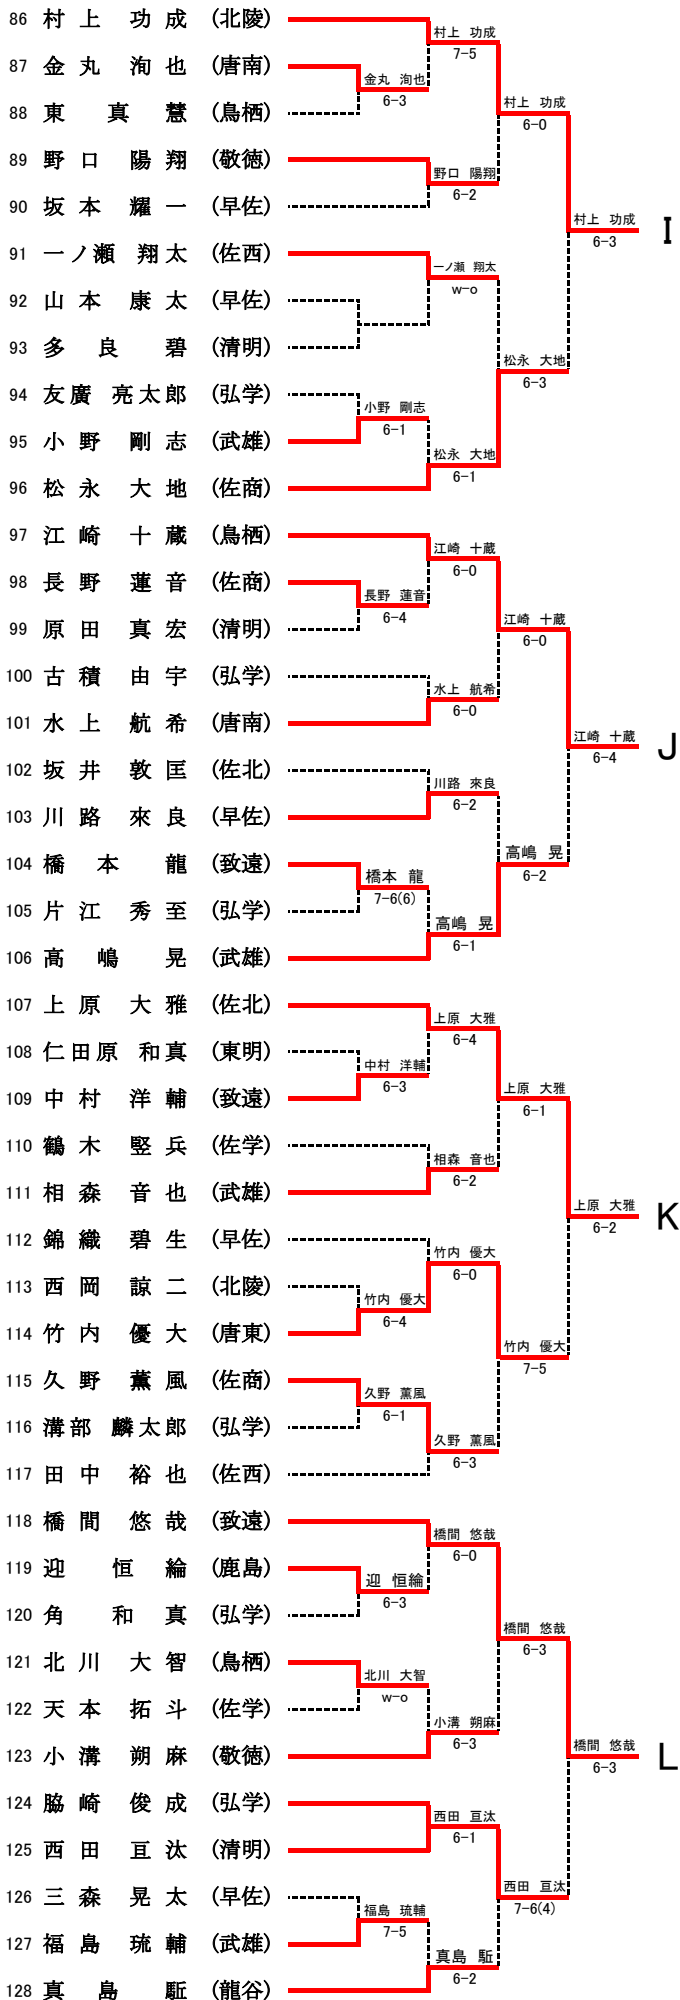 86 村上 功成 (北陵)
村上 功成
7-5
87 金丸 洵也 (唐南)
金丸 洵也
6-3
88 東 真慧 (鳥栖)
村上 功成
6-0
89 野口 陽翔 (敬徳)
野口 陽翔
6-2
90 坂本 耀一 (早佐)
村上 功成
6-3
I
91 一ノ瀬 翔太 (佐西)
一ノ瀬 翔太
w-o
92 山本 康太 (早佐)
93 多良 碧 (清明)
松永 大地
6-3
94 友廣 亮太郎 (弘学)
小野 剛志
6-1
95 小野 剛志 (武雄)
松永 大地
6-1
96 松永 大地 (佐商)
97 江崎 十蔵 (鳥栖)
江崎 十蔵
6-0
98 長野 蓮音 (佐商)
長野 蓮音
6-4
99 原田 真宏 (清明)
江崎 十蔵
6-0
100 古積 由宇 (弘学)
水上 航希
6-0
101 水上 航希 (唐南)
江崎 十蔵
6-4
J
102 坂井 敦匡 (佐北)
川路 來良
6-2
103 川路 來良 (早佐)
高嶋 晃
6-2
104 橋本 龍 (致遠)
橋本 龍
7-6(6)
105 片江 秀至 (弘学)
高嶋 晃
6-1
106 高嶋 晃 (武雄)
107 上原 大雅 (佐北)
上原 大雅
6-4
108 仁田原 和真 (東明)
中村 洋輔
6-3
109 中村 洋輔 (致遠)
上原 大雅
6-1
110 鶴木 竪兵 (佐学)
相森 音也
6-2
111 相森 音也 (武雄)
上原 大雅
6-2
K
112 錦織 碧生 (早佐)
竹内 優大
6-0
113 西岡 諒二 (北陵)
竹内 優大
6-4
114 竹内 優大 (唐東)
竹内 優大
7-5
115 久野 薫風 (佐商)
久野 薫風
6-1
116 溝部 麟太郎 (弘学)
久野 薫風
6-3
117 田中 裕也 (佐西)
118 橋間 悠哉 (致遠)
橋間 悠哉
6-0
119 迎 恒綸 (鹿島)
迎 恒綸
6-3
120 角 和真 (弘学)
橋間 悠哉
6-3
121 北川 大智 (鳥栖)
北川 大智
w-o
122 天本 拓斗 (佐学)
小溝 朔麻
6-3
123 小溝 朔麻 (敬徳)
橋間 悠哉
6-3
L
124 脇崎 俊成 (弘学)
西田 亘汰
6-1
125 西田 亘汰 (清明)
126 三森 晃太 (早佐)
西田 亘汰
7-6(4)
福島 琉輔
7-5
127 福島 琉輔 (武雄)
真島 駈
6-2
128 真島 駈 (龍谷)